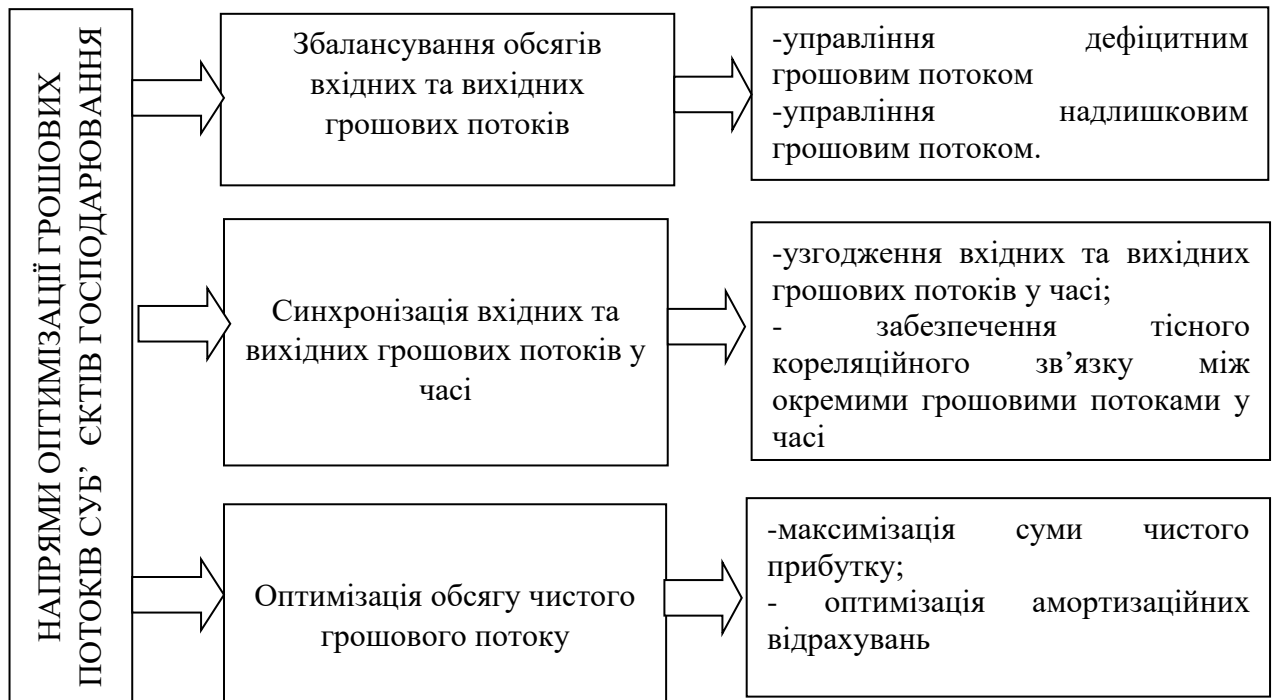 НАПРЯМИ ОПТИМІЗАЦІЇ ГРОШОВИХ
ПОТОКІВ СУБ’ ЄКТІВ ГОСПОДАРЮВАННЯ
Збалансування обсягів
вхідних та вихідних
грошових потоків
-управління дефіцитним
грошовим потоком
-управління надлишковим
грошовим потоком.
Синхронізація вхідних та
вихідних грошових потоків у
часі
-узгодження вхідних та вихідних
грошових потоків у часі;
- забезпечення тісного
кореляційного зв’язку між
окремими грошовими потоками у
часі
Оптимізація обсягу чистого
грошового потоку
-максимізація суми чистого
прибутку;
- оптимізація амортизаційних
відрахувань